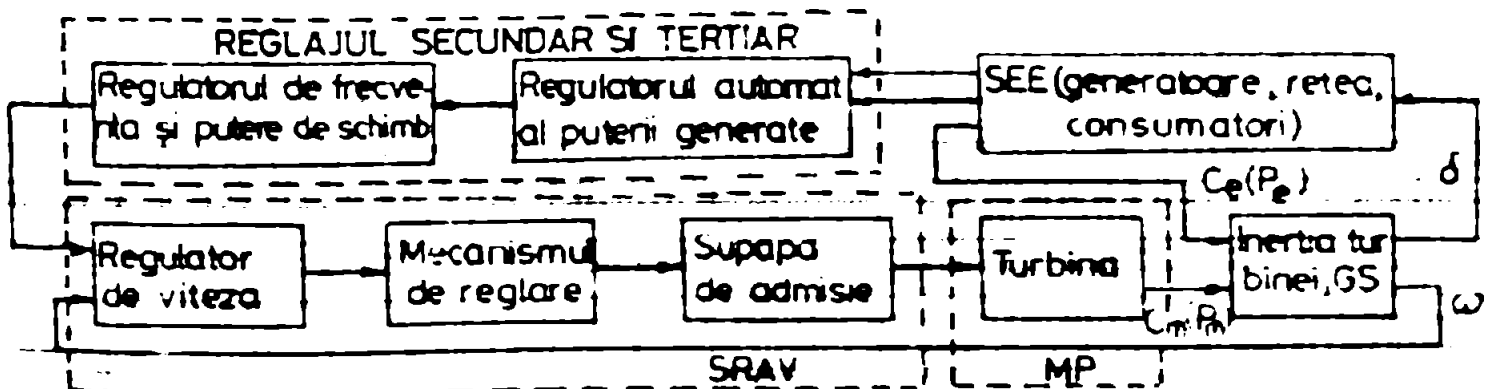 REGLAJUL SECUNDAR SI TERTIAR
Regulatorul de frecve-
nta și putere de schimb
Regulatorul automat
al puterii generate
SEE (generatoare, retea,
consumatori)
Ce(Pe)
δ
Regulator
de viteza
Mecanismul
de reglare
Supapa
de admisie
Turbina
Inertia tur
binei, GS
Cm, Pm
ω
SRAV
MP